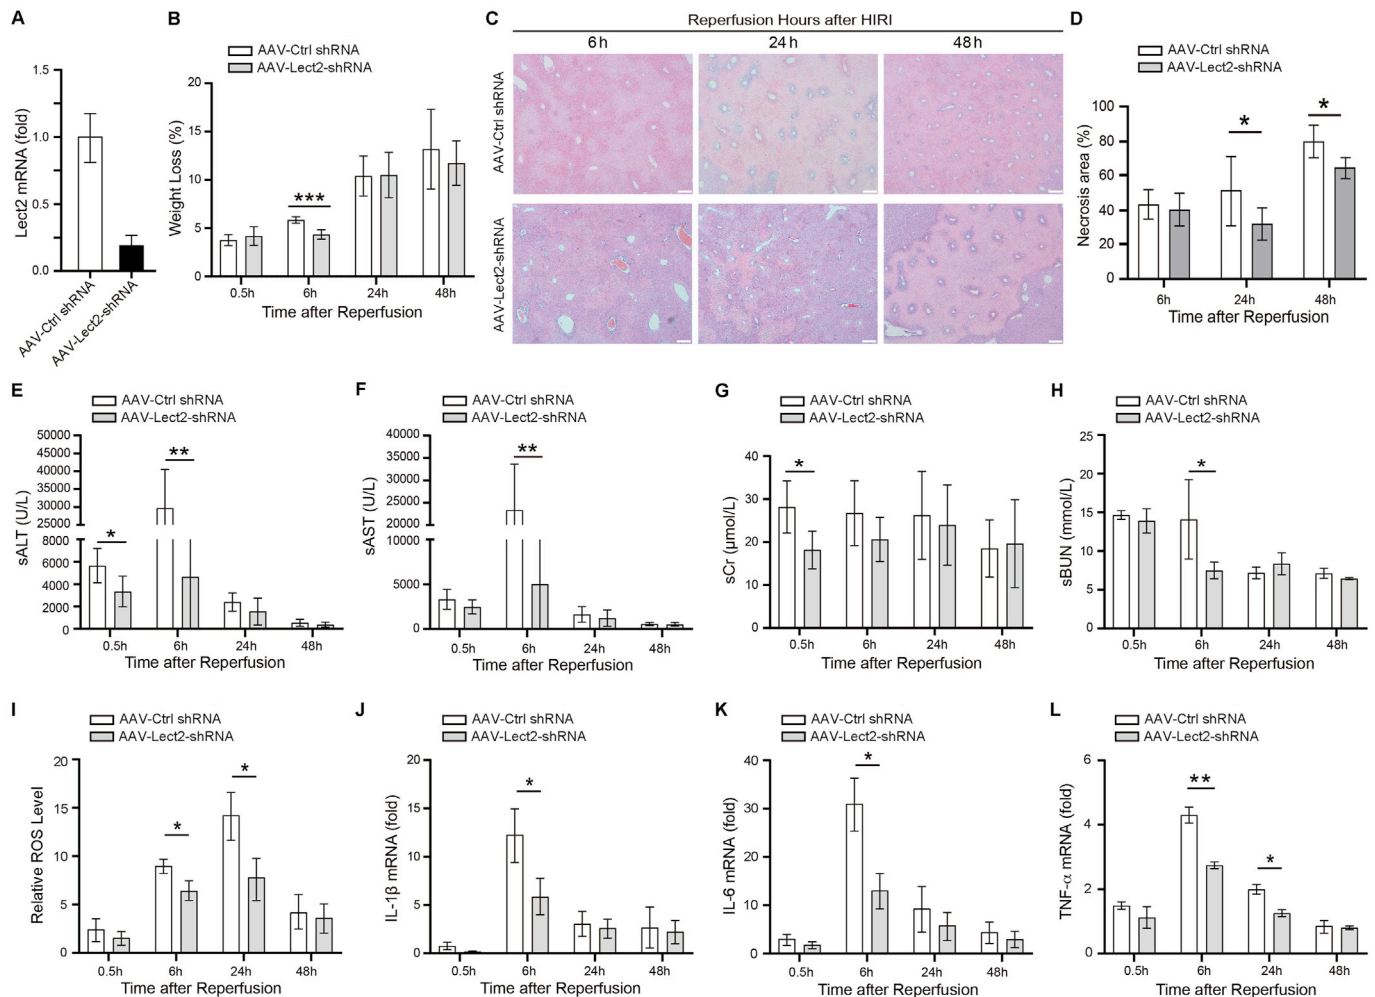 A
Lect2 mRNA (fold)
1.5
1.0
0.5
0.0
AAV-Ctrl shRNA
AAV-Lect2-shRNA
B
AAV-Ctrl shRNA
AAV-Lect2-shRNA
Weight Loss (%)
20
15
10
5
0
***
0.5h 6h 24h 48h
Time after Reperfusion
C
Reperfusion Hours after HIRI
6h 24h 48h
AAV-Ctrl shRNA
AAV-Lect2-shRNA
D
AAV-Ctrl shRNA
AAV-Lect2-shRNA
Necrosis area (%)
100
80
60
40
20
0
* *
6h 24h 48h
Time after Reperfusion
E
AAV-Ctrl shRNA
AAV-Lect2-shRNA
sALT (U/L)
50000
45000
40000
35000
30000
25000
8000
6000
4000
2000
0
* **
0.5h 6h 24h 48h
Time after Reperfusion
F
AAV-Ctrl shRNA
AAV-Lect2-shRNA
sAST (U/L)
40000
35000
30000
25000
20000
10000
5000
0
**
0.5h 6h 24h 48h
Time after Reperfusion
G
AAV-Ctrl shRNA
AAV-Lect2-shRNA
sCr (μmol/L)
40
30
20
10
0
*
0.5h 6h 24h 48h
Time after Reperfusion
H
AAV-Ctrl shRNA
AAV-Lect2-shRNA
sBUN (mmol/L)
25
20
15
10
5
0
*
0.5h 6h 24h 48h
Time after Reperfusion
I
AAV-Ctrl shRNA
AAV-Lect2-shRNA
Relative ROS Level
20
15
10
5
0
* *
0.5h 6h 24h 48h
Time after Reperfusion
J
AAV-Ctrl shRNA
AAV-Lect2-shRNA
IL-1β mRNA (fold)
20
15
10
5
0
*
0.5h 6h 24h 48h
Time after Reperfusion
K
AAV-Ctrl shRNA
AAV-Lect2-shRNA
IL-6 mRNA (fold)
40
30
20
10
0
*
0.5h 6h 24h 48h
Time after Reperfusion
L
AAV-Ctrl shRNA
AAV-Lect2-shRNA
TNF-α mRNA (fold)
6
4
2
0
** *
0.5h 6h 24h 48h
Time after Reperfusion